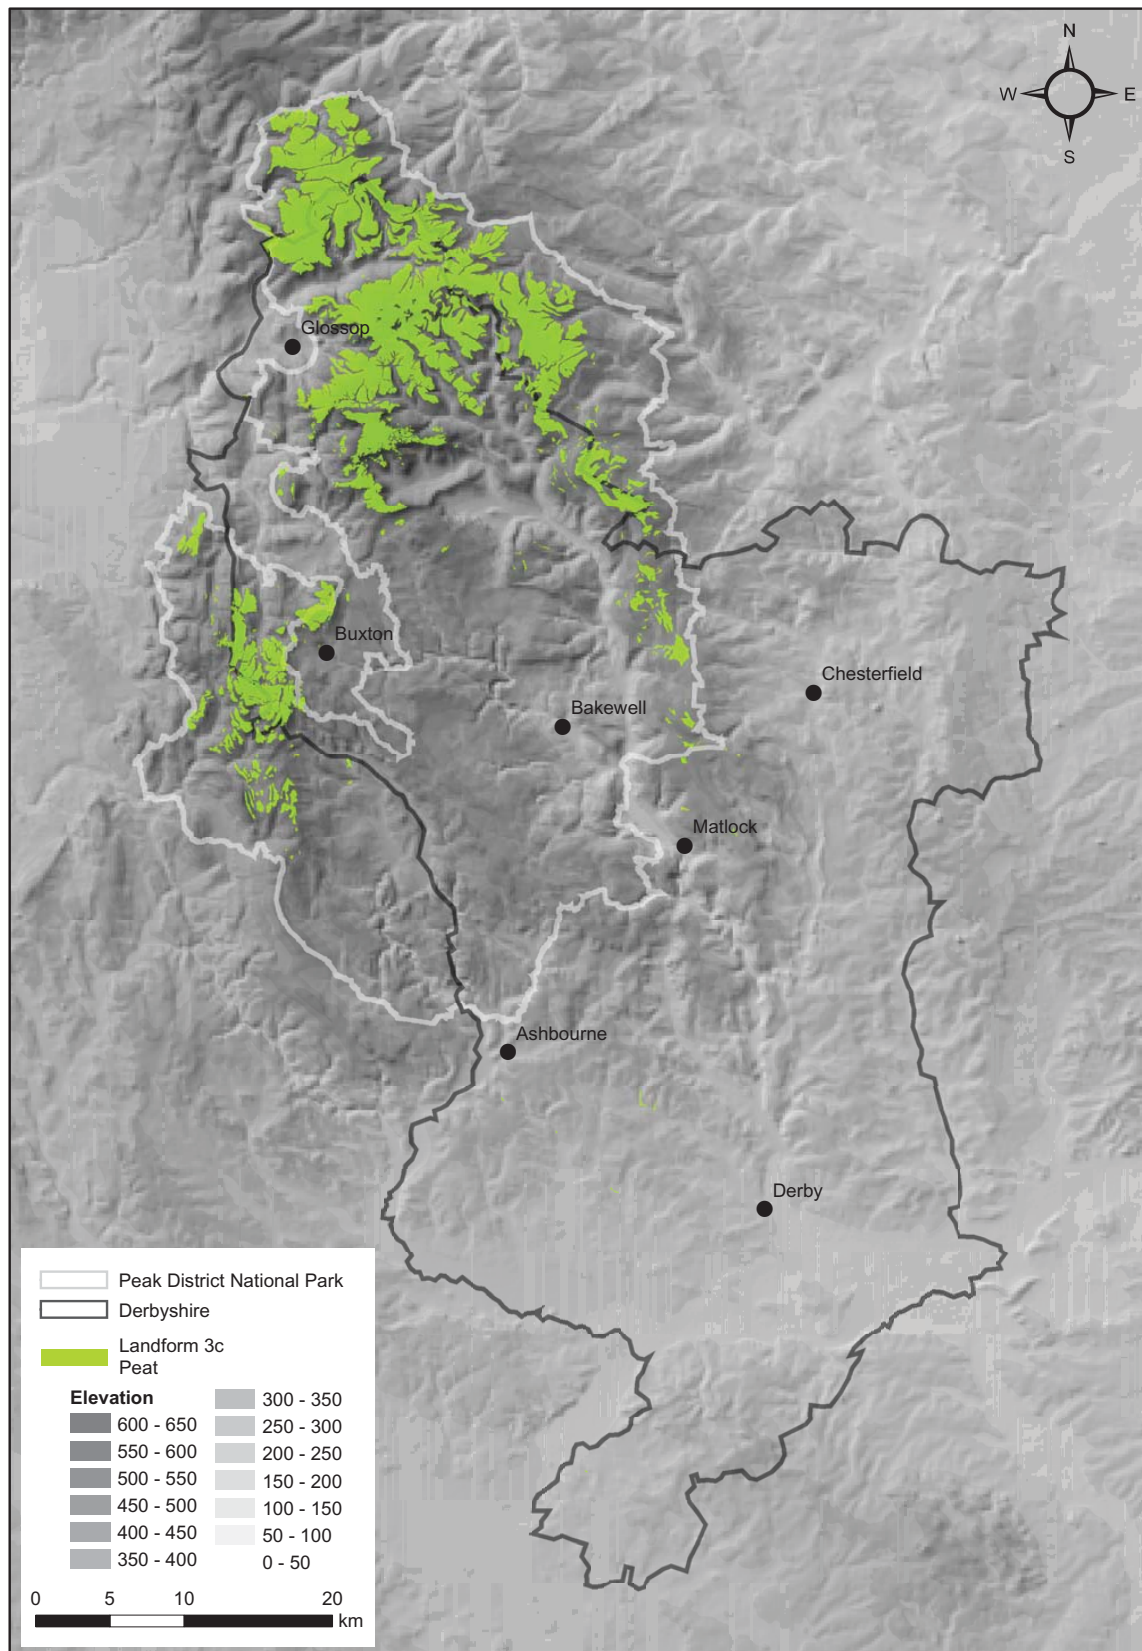 N
W E
S
Glossop
Buxton
Chesterfield
Bakewell
Matlock
Ashbourne
Derby
Peak District National Park
Derbyshire
Landform 3c
Peat
Elevation
600 - 650
550 - 600
500 - 550
450 - 500
400 - 450
350 - 400
300 - 350
250 - 300
200 - 250
150 - 200
100 - 150
50 - 100
0 - 50
0 5 10 20
km